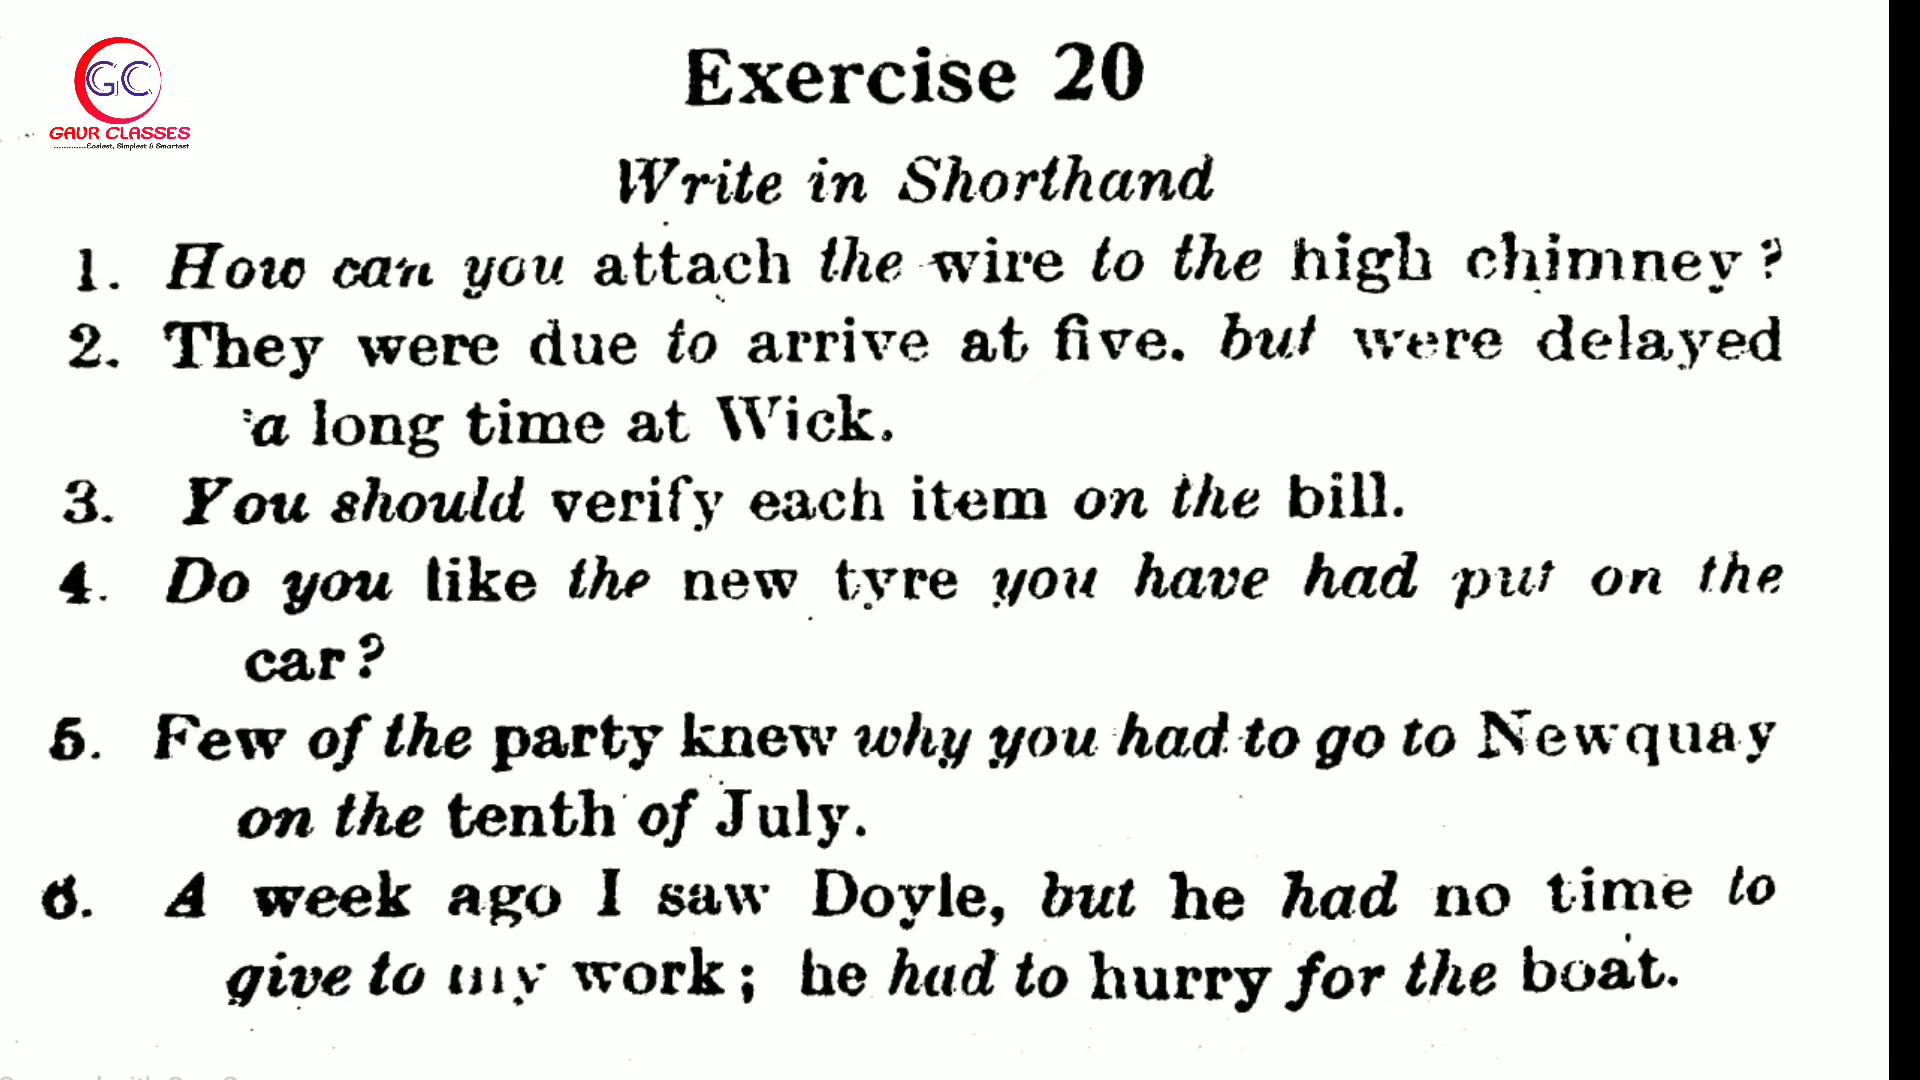 GC
GAUR CLASSES
.............Easiest, Simplest & Smartest
Exercise 20
Write in Shorthand
1. How can you attach the wire to the high chimney?
2. They were due to arrive at five. but were delayed
a long time at Wick.
3. You should verify each item on the bill.
4. Do you like the new tyre you have had put on the
car?
5. Few of the party knew why you had to go to Newquay
on the tenth of July.
6. A week ago I saw Doyle, but he had no time to
give to my work; he had to hurry for the boat.